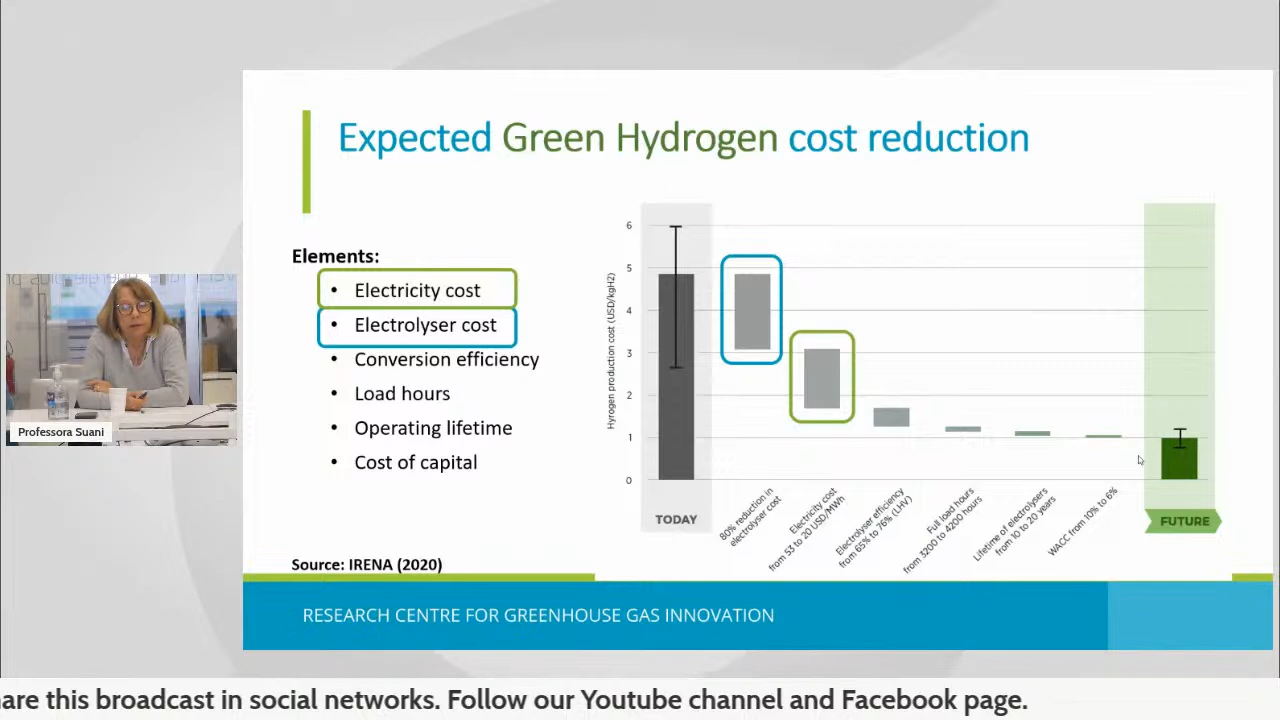 Expected Green Hydrogen cost reduction
Elements:
• Electricity cost
• Electrolyser cost
• Conversion efficiency
• Load hours
• Operating lifetime
• Cost of capital
Source: IRENA (2020)
Hyrogen production cost (USD/kgH2)
6
5
4
3
2
1
0
TODAY
80% reduction in
electrolyser cost
Electricity cost
from 53 to 20 USD/MWh
Electrolyser efficiency
from 65% to 76% (LHV)
Full load hours
from 3200 to 4200 hours
Lifetime of electrolysers
from 10 to 20 years
WACC from 10% to 6%
FUTURE
Professora Suani
RESEARCH CENTRE FOR GREENHOUSE GAS INNOVATION
are this broadcast in social networks. Follow our Youtube channel and Facebook page.